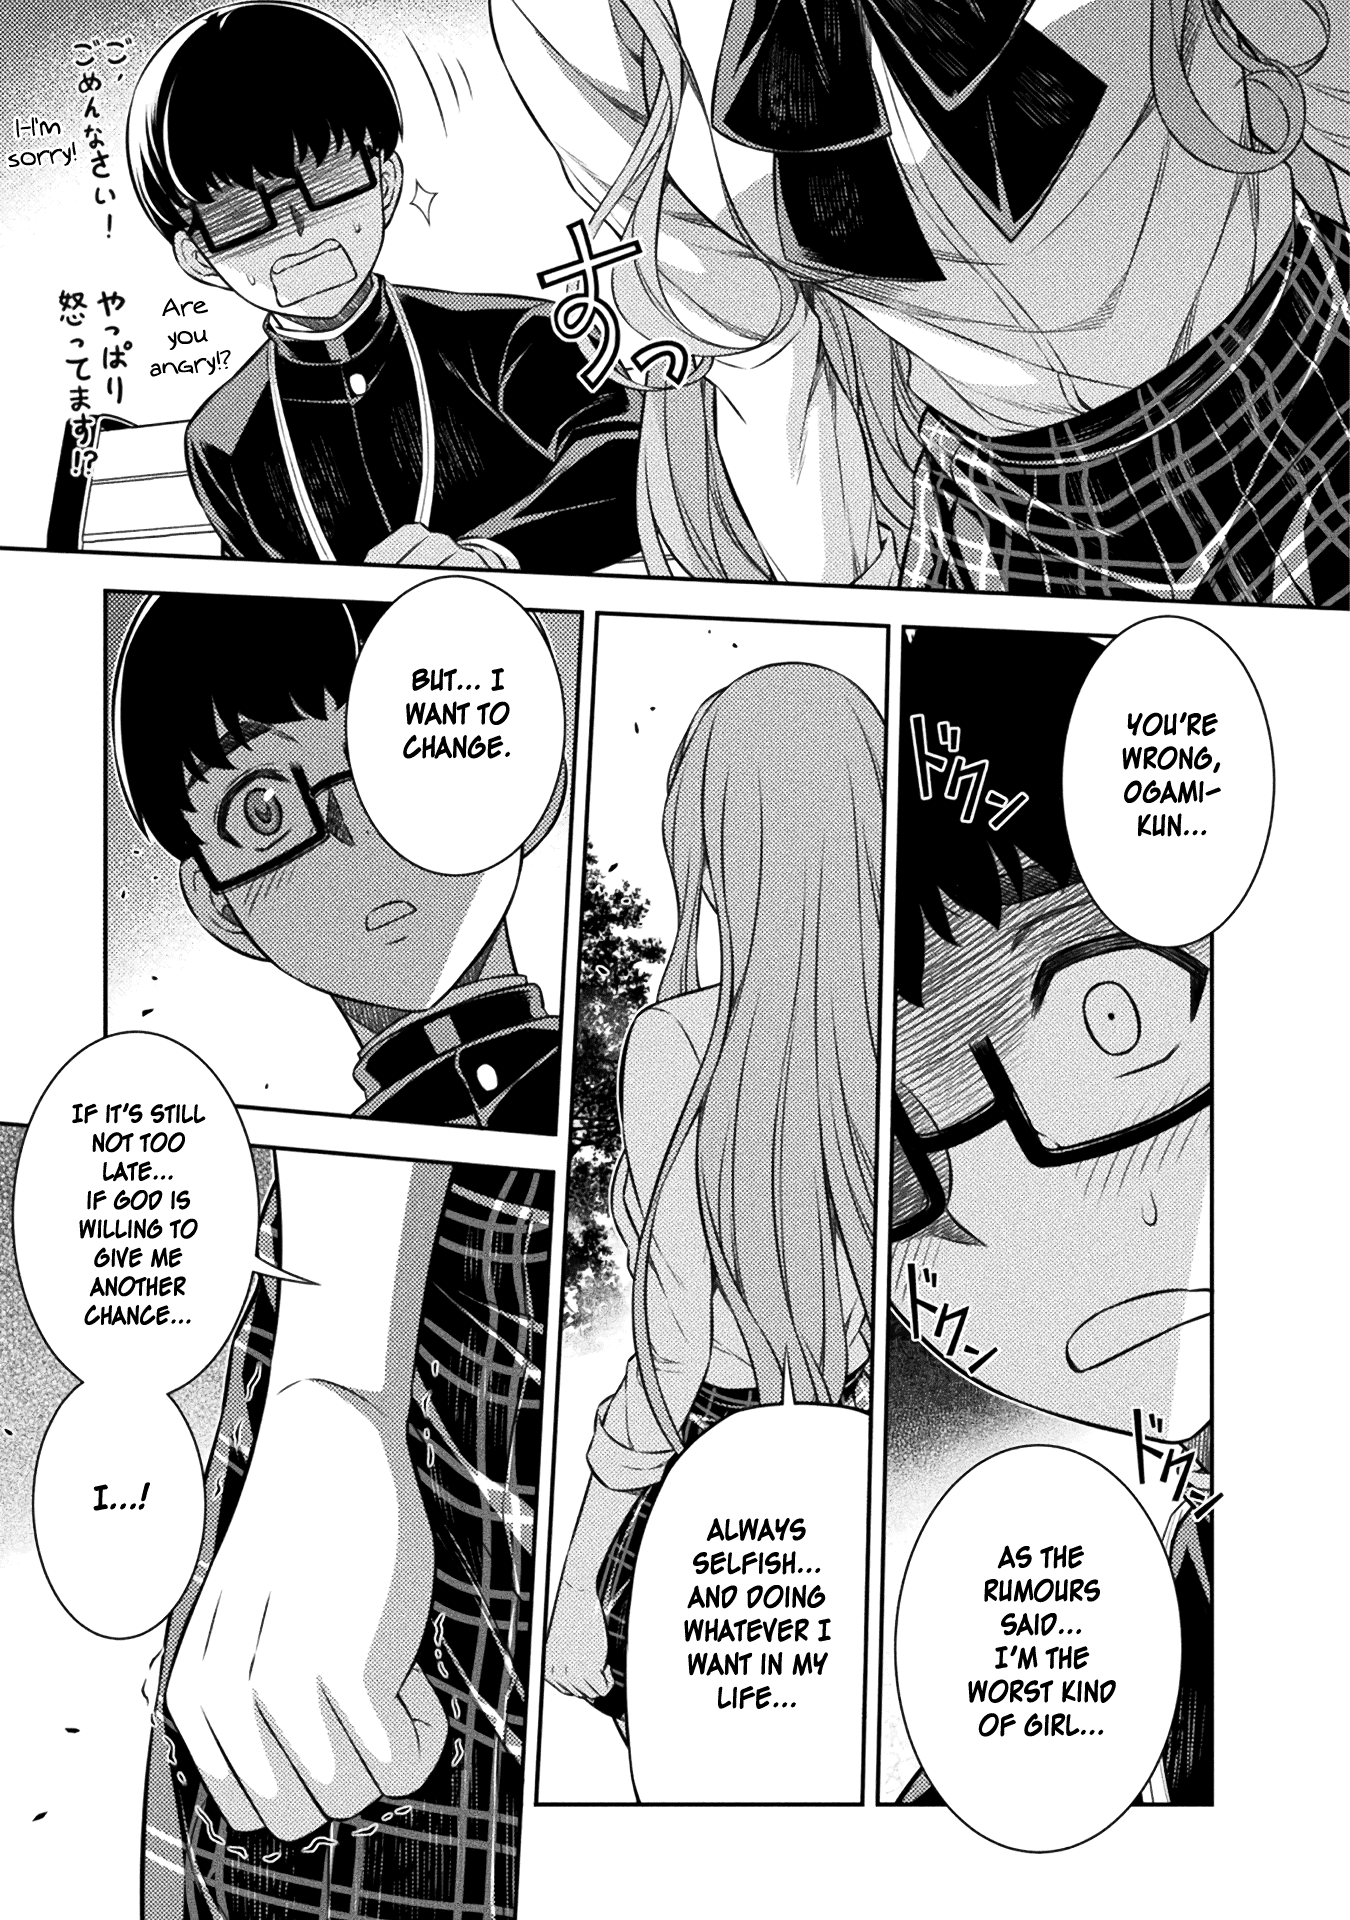 ご、
ごめんなさい!
I-I'm
sorry!
やっぱり
怒ってます!?
Are
you
angry!?
すっ
YOU'RE
WRONG,
OGAMI-
KUN...
ドクン
ドクン
ドクン
AS THE
RUMOURS
SAID...
I'M THE
WORST KIND
OF GIRL...
ALWAYS
SELFISH...
AND DOING
WHATEVER I
WANT IN MY
LIFE...
BUT... I
WANT TO
CHANGE.
IF IT'S STILL
NOT TOO
LATE...
IF GOD IS
WILLING TO
GIVE ME
ANOTHER
CHANCE...
I...!